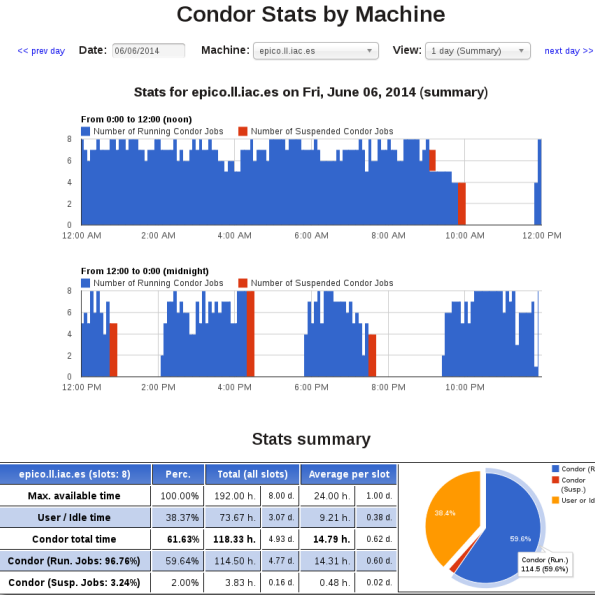 Condor Stats by Machine
<< prev day Date: 06/06/2014 Machine: epico.ll.iac.es View: 1 day (Summary) next day >>
Stats for epico.ll.iac.es on Fri, June 06, 2014 (summary)
From 0:00 to 12:00 (noon)
Number of Running Condor Jobs Number of Suspended Condor Jobs
8
6
4
2
0
12:00 AM 2:00 AM 4:00 AM 6:00 AM 8:00 AM 10:00 AM 12:00 PM
From 12:00 to 0:00 (midnight)
Number of Running Condor Jobs Number of Suspended Condor Jobs
8
6
4
2
0
12:00 PM 2:00 PM 4:00 PM 6:00 PM 8:00 PM 10:00 PM
Stats summary
epico.ll.iac.es (slots: 8) Perc. Total (all slots) Average per slot
Max. available time 100.00% 192.00 h. 8.00 d. 24.00 h. 1.00 d.
User / Idle time 38.37% 73.67 h. 3.07 d. 9.21 h. 0.38 d.
Condor total time 61.63% 118.33 h. 4.93 d. 14.79 h. 0.62 d.
Condor (Run. Jobs: 96.76%) 59.64% 114.50 h. 4.77 d. 14.31 h. 0.60 d.
Condor (Susp. Jobs: 3.24%) 2.00% 3.83 h. 0.16 d. 0.48 h. 0.02 d.
Condor (R
Condor
(Susp.)
User or Id
38.4%
59.6%
Condor (Run.)
114.5 (59.6%)